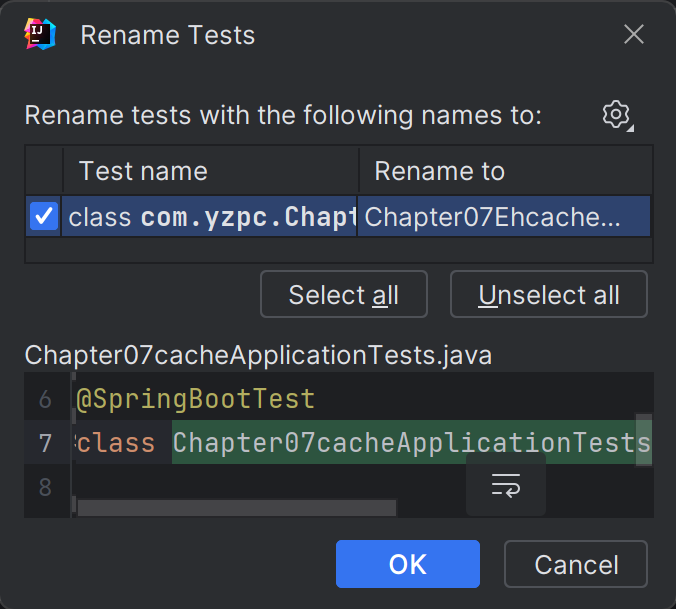 IJ
Rename Tests
Rename tests with the following names to:
Test name Rename to
class com.yzpc.Chapt Chapter07Ehcache...
Select all Unselect all
Chapter07cacheApplicationTests.java
6 @SpringBootTest
7 class Chapter07cacheApplicationTests
8
OK Cancel